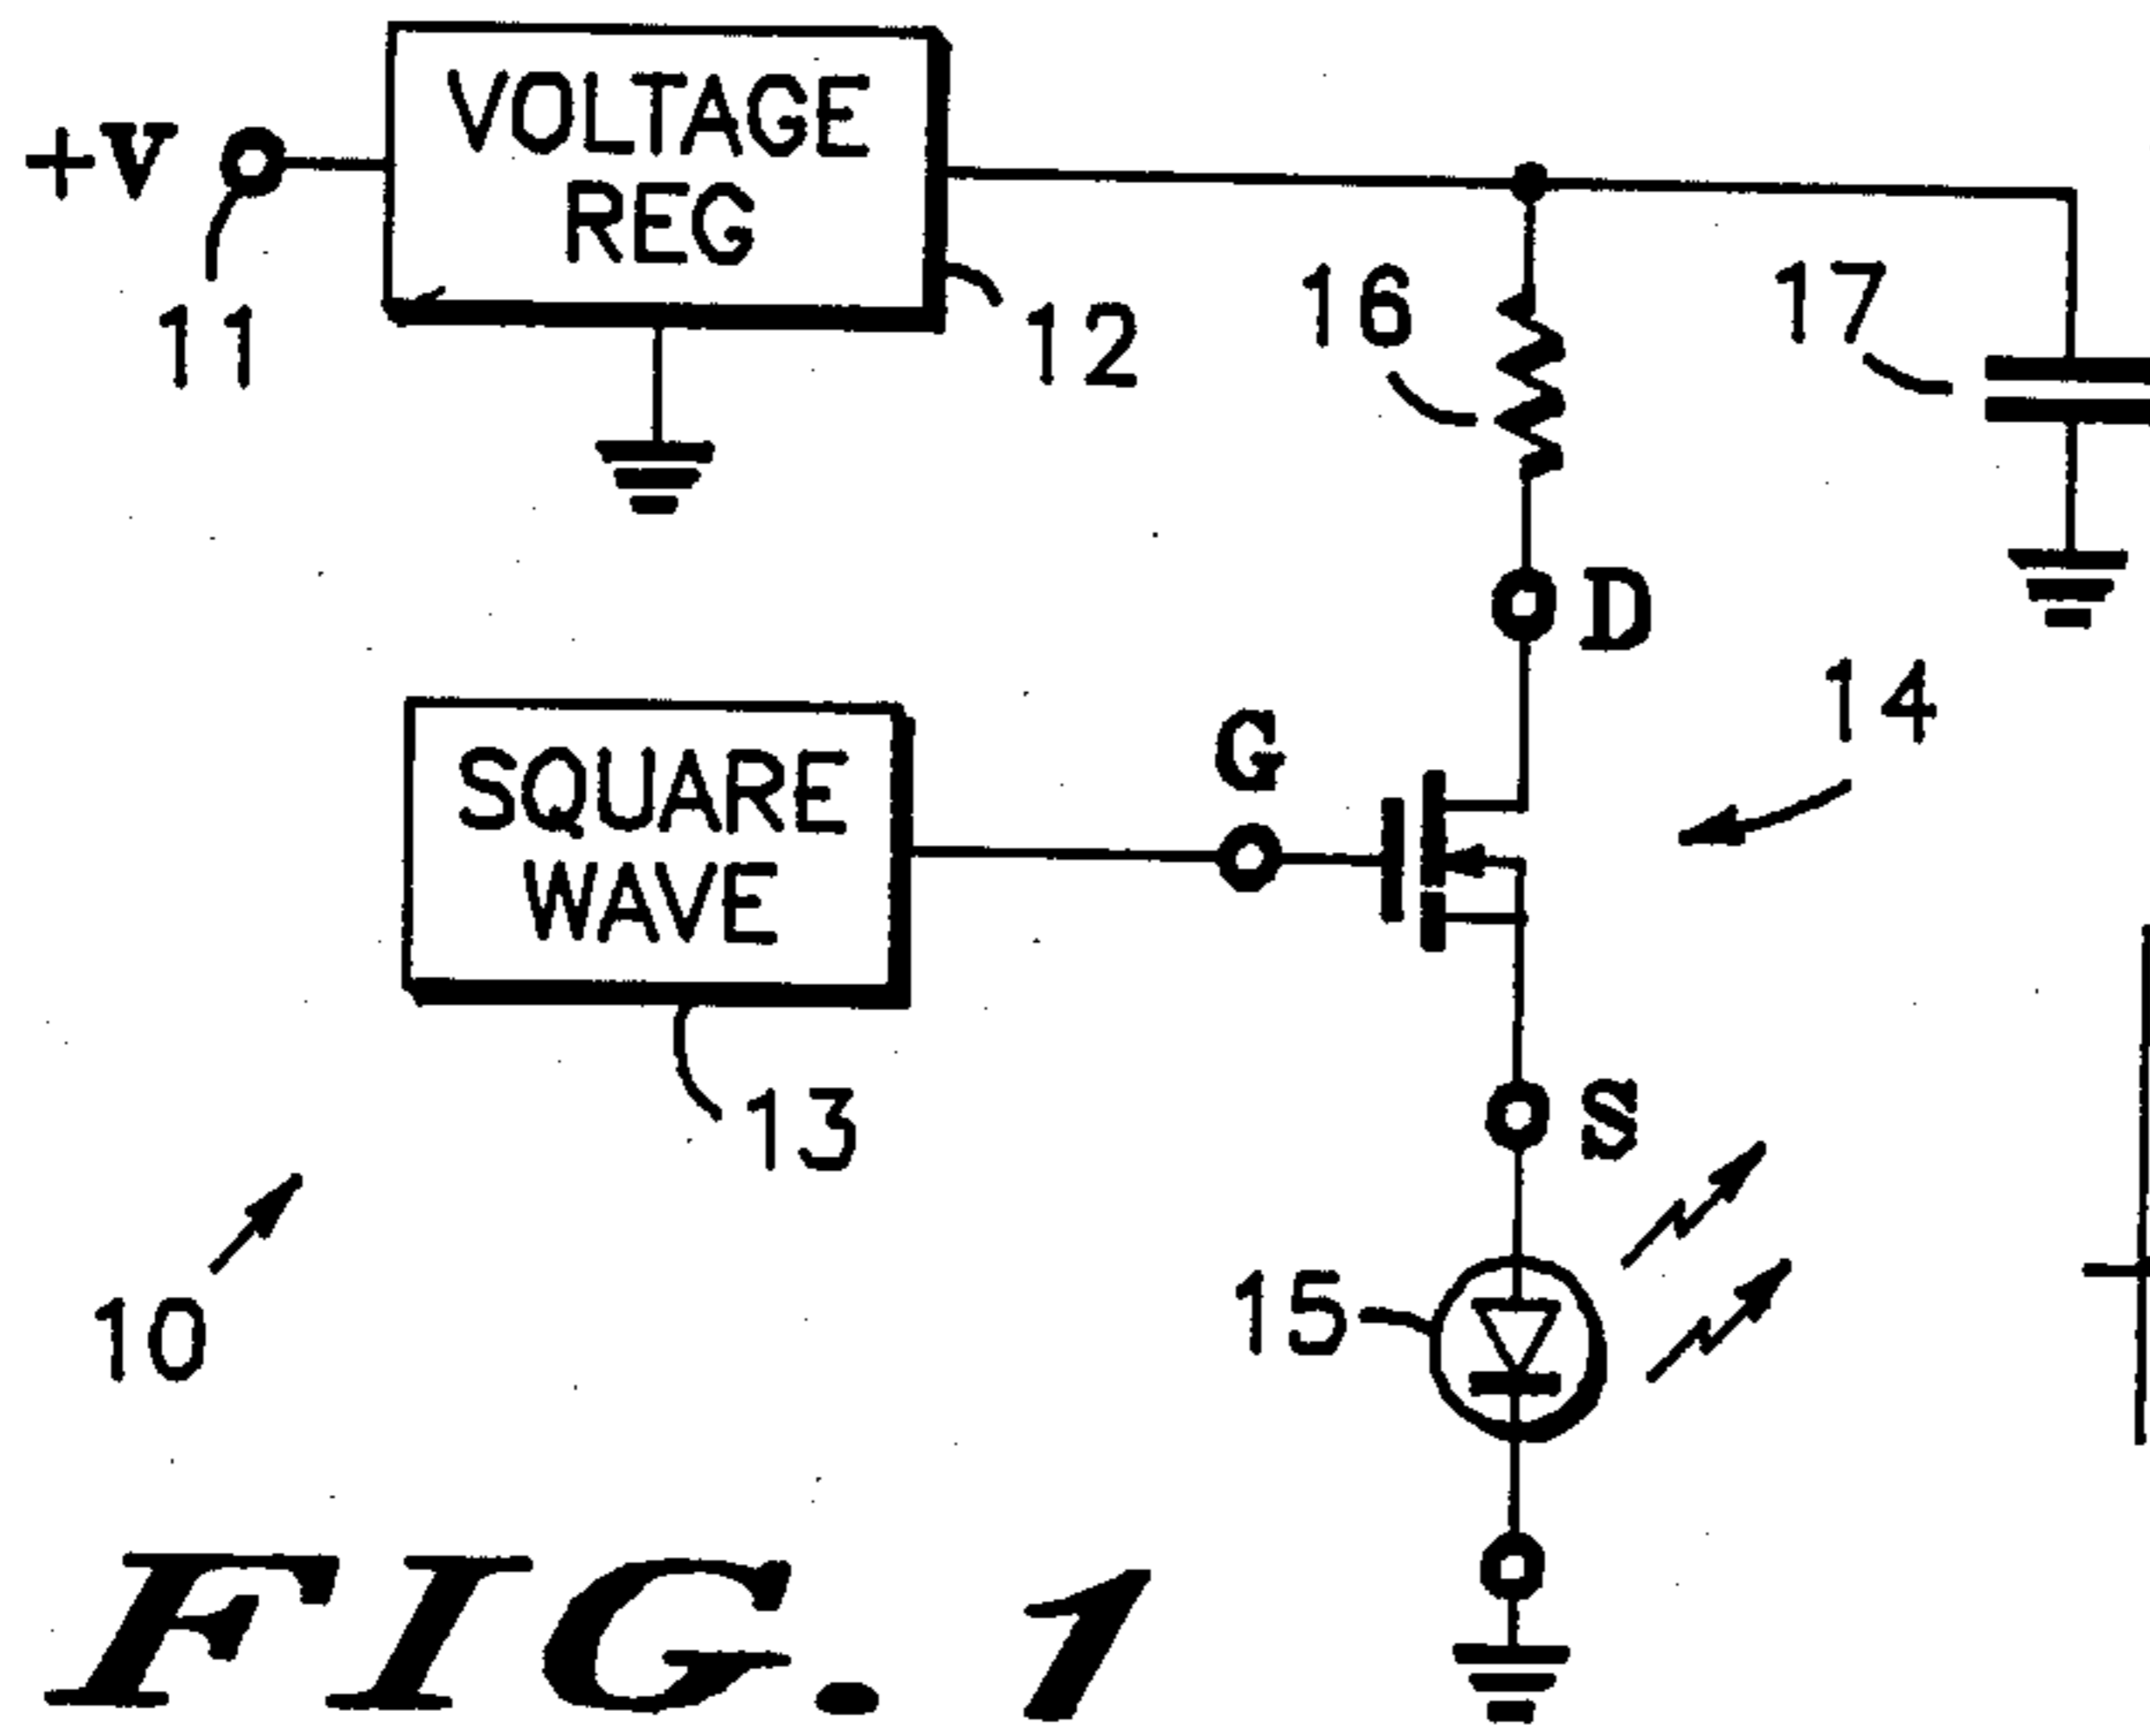 +V
VOLTAGE
REG
11
12
16
17
D
14
G
SQUARE
WAVE
13
S
10
15
FIG. 1